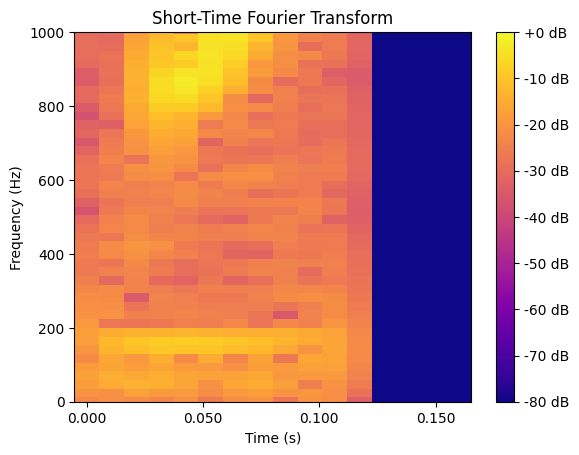 Short-Time Fourier Transform
1000
800
600
400
200
0
Frequency (Hz)
0.000
0.050
0.100
0.150
Time (s)
+0 dB
-10 dB
-20 dB
-30 dB
-40 dB
-50 dB
-60 dB
-70 dB
-80 dB